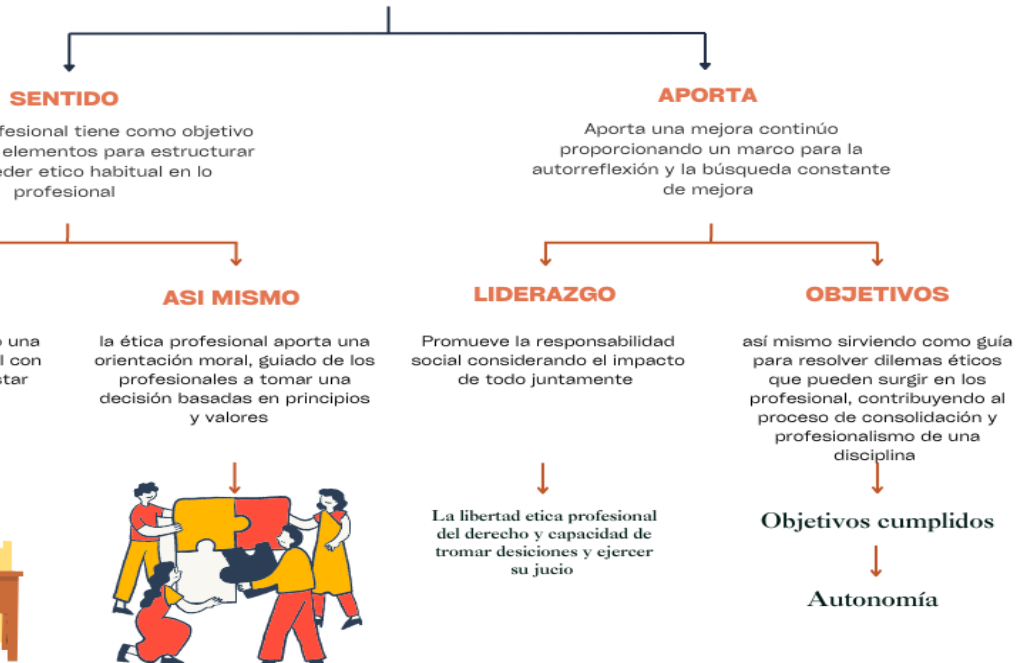 SENTIDO
APORTA
fesional tiene como objetivo
elementos para estructurar
eder etico habitual en lo
profesional
Aporta una mejora continúo
proporcionando un marco para la
autorreflexión y la búsqueda constante
de mejora
ASI MISMO
LIDERAZGO
OBJETIVOS
una
l con
star
la ética profesional aporta una
orientación moral, guiado de los
profesionales a tomar una
decisión basadas en principios
y valores
Promueve la responsabilidad
social considerando el impacto
de todo juntamente
así mismo sirviendo como guía
para resolver dilemas éticos
que pueden surgir en los
profesional, contribuyendo al
proceso de consolidación y
profesionalismo de una
disciplina
La libertad etica profesional
del derecho y capacidad de
tromar desiciones y ejercer
su jucio
Objetivos cumplidos
Autonomía